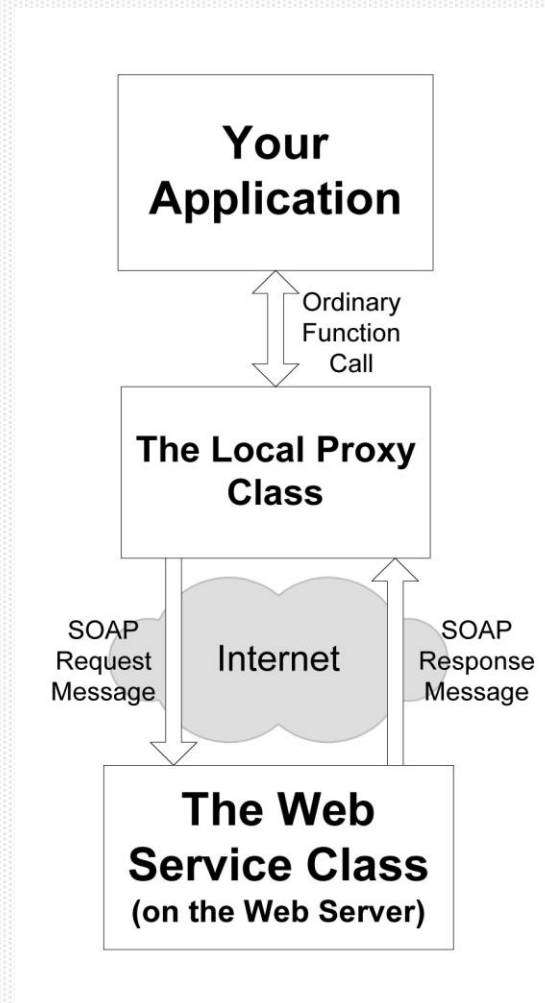 Your
Application
Ordinary
Function
Call
The Local Proxy
Class
SOAP
Request
Message
Internet
SOAP
Response
Message
The Web
Service Class
(on the Web Server)